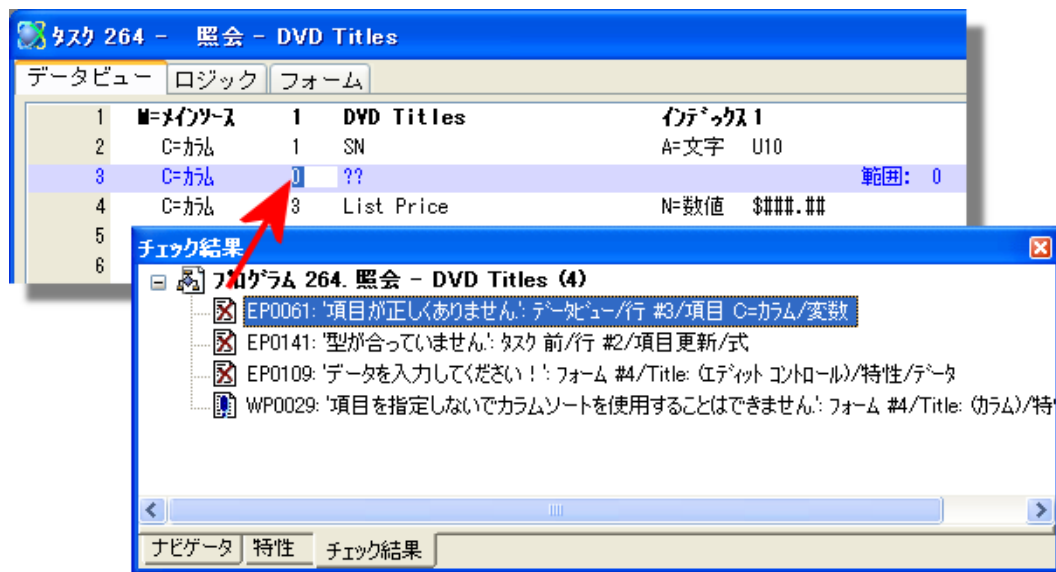 タスク 264 - 照会 - DVD Titles
データビュー ロジック フォーム
1 M=メインソース 1 DVD Titles インデックス 1
2 C=カラム 1 SN A=文字 U10
3 C=カラム 0 ?? 範囲: 0
4 C=カラム 3 List Price N=数値 $###.##
5
6
チェック結果
プログラム 264. 照会 - DVD Titles (4)
EP0061: '項目が正しくありません.': データビュー/行 #3/項目 C=カラム/変数
EP0141: '型が合っていません.': タスク 前/行 #2/項目更新/式
EP0109: 'データを入力してください！': フォーム #4/Title: (エディット コントロール)/特性/データ
WP0029: '項目を指定しないでカラムソートを使用することはできません.': フォーム #4/Title: (カラム)/特
ナビゲータ 特性 チェック結果